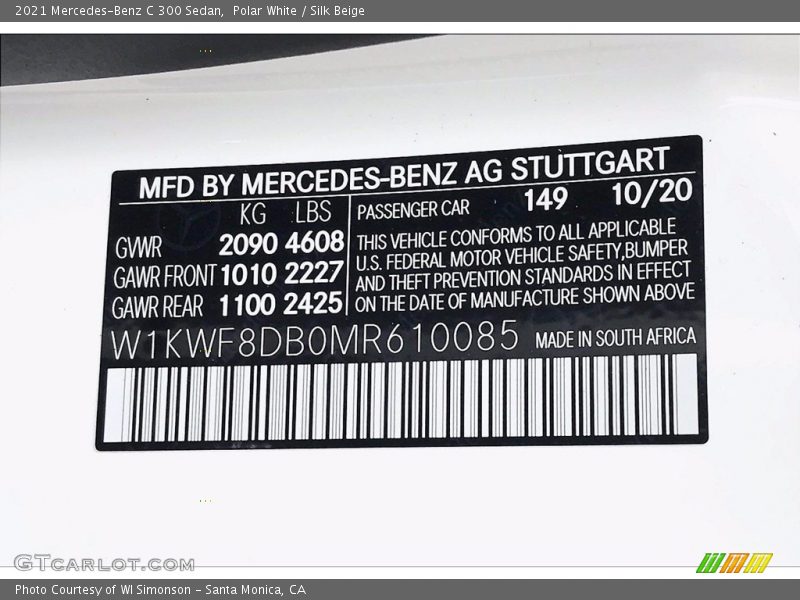 2021 Mercedes-Benz C 300 Sedan, Polar White / Silk Beige
MFD BY MERCEDES-BENZ AG STUTTGART
KG LBS PASSENGER CAR 149 10/20
GVWR 2090 4608
GAWR FRONT 1010 2227
GAWR REAR 1100 2425
THIS VEHICLE CONFORMS TO ALL APPLICABLE
U.S. FEDERAL MOTOR VEHICLE SAFETY,BUMPER
AND THEFT PREVENTION STANDARDS IN EFFECT
ON THE DATE OF MANUFACTURE SHOWN ABOVE
W1KWF8DB0MR610085 MADE IN SOUTH AFRICA
GTCARLOT.COM
Photo Courtesy of WI Simonson - Santa Monica, CA